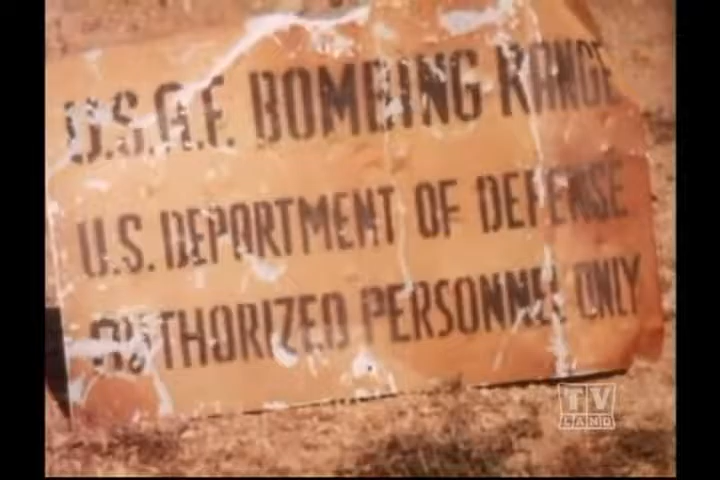 U.S.A.F. BOMBING RANGE
U.S. DEPARTMENT OF DEFENSE
AUTHORIZED PERSONNEL ONLY
TV
LAND